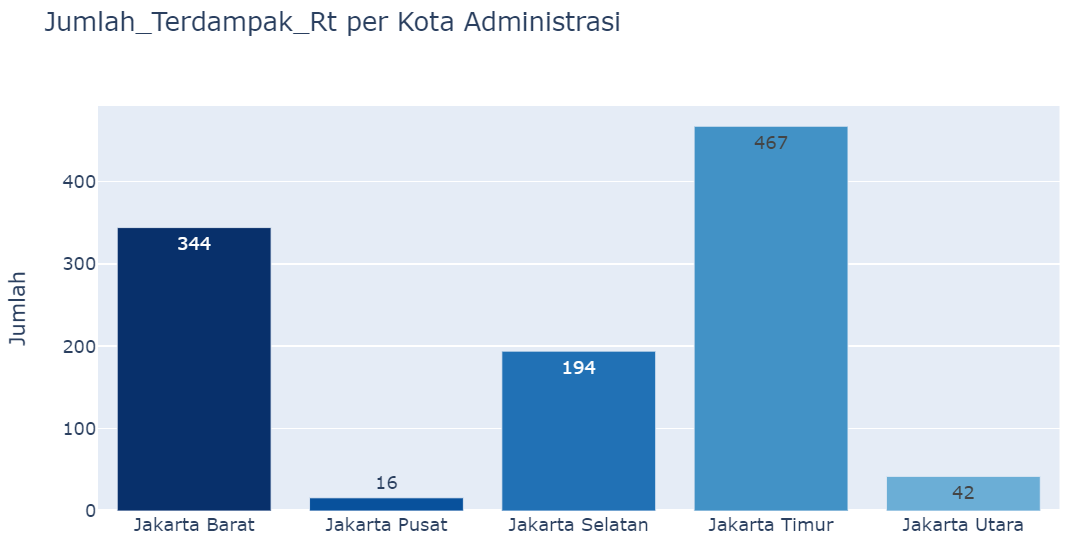 Jumlah_Terdampak_Rt per Kota Administrasi
Jumlah
400
300
200
100
0
344
16
194
467
42
Jakarta Barat
Jakarta Pusat
Jakarta Selatan
Jakarta Timur
Jakarta Utara